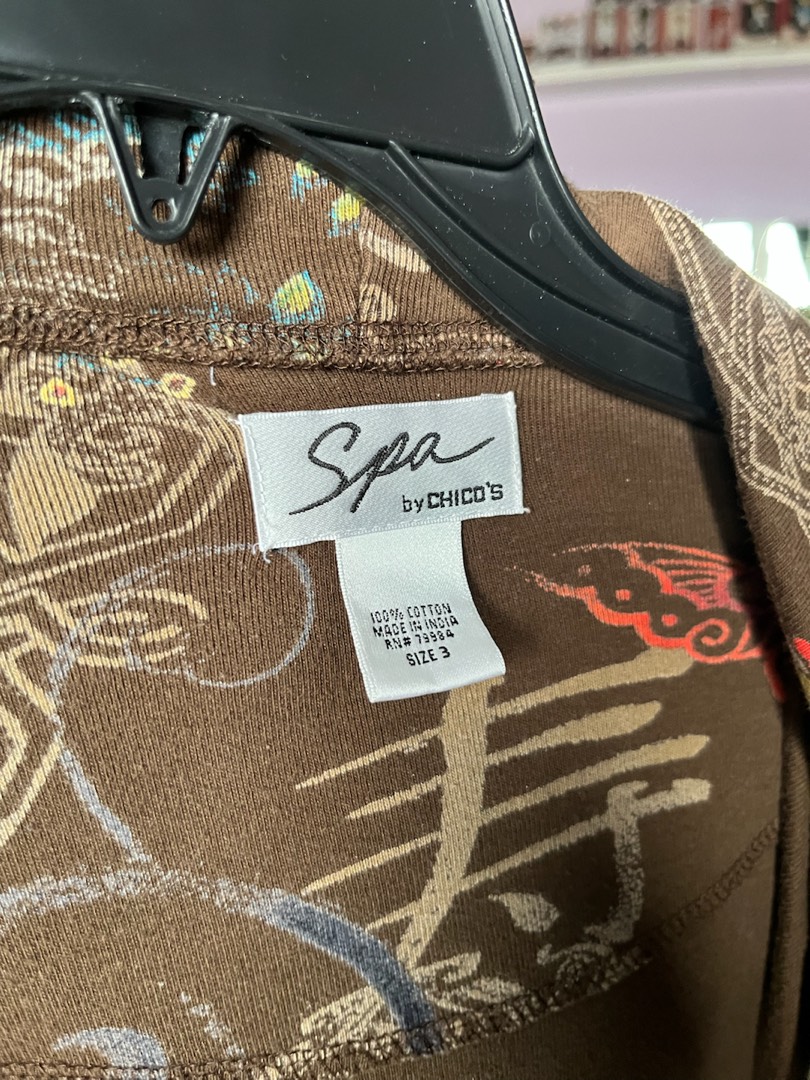 Spa
by CHICO'S
100% COTTON
MADE IN INDIA
RN# 79984
SIZE 3